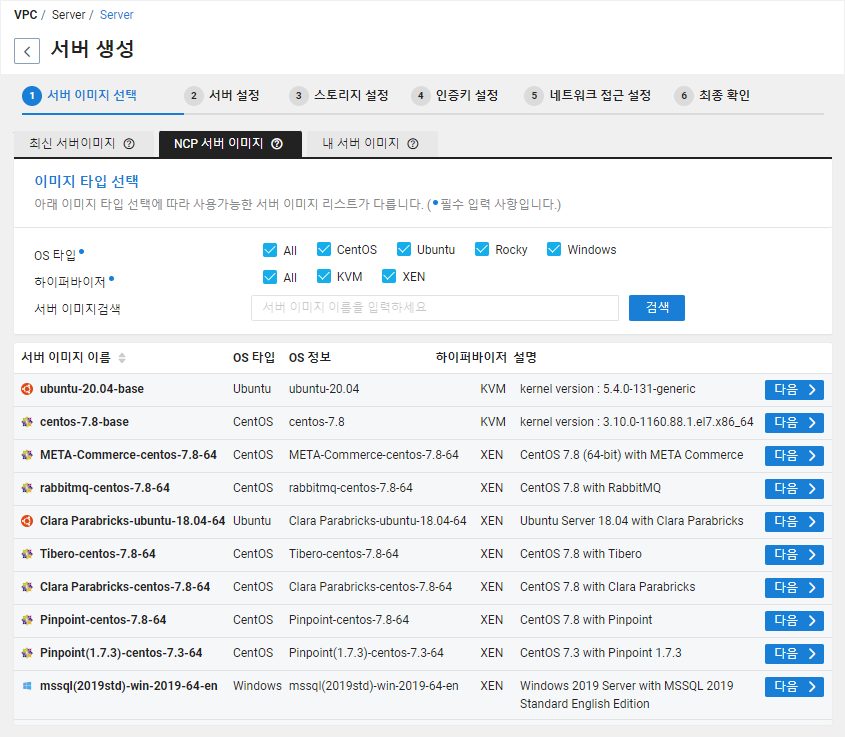 VPC / Server / Server
서버 생성
1 서버 이미지 선택 2 서버 설정 3 스토리지 설정 4 인증키 설정 5 네트워크 접근 설정 6 최종 확인
최신 서버이미지 ? NCP 서버 이미지 ? 내 서버 이미지 ?
이미지 타입 선택
아래 이미지 타입 선택에 따라 사용가능한 서버 이미지 리스트가 다릅니다. (•필수 입력 사항입니다.)
OS 타입• All CentOS Ubuntu Rocky Windows
하이퍼바이저• All KVM XEN
서버 이미지검색 서버 이미지 이름을 입력하세요 검색
서버 이미지 이름 OS 타입 OS 정보 하이퍼바이저 설명
ubuntu-20.04-base Ubuntu ubuntu-20.04 KVM kernel version : 5.4.0-131-generic 다음
centos-7.8-base CentOS centos-7.8 KVM kernel version : 3.10.0-1160.88.1.el7.x86_64 다음
META-Commerce-centos-7.8-64 CentOS META-Commerce-centos-7.8-64 XEN CentOS 7.8 (64-bit) with META Commerce 다음
rabbitmq-centos-7.8-64 CentOS rabbitmq-centos-7.8-64 XEN CentOS 7.8 with RabbitMQ 다음
Clara Parabricks-ubuntu-18.04-64 Ubuntu Clara Parabricks-ubuntu-18.04-64 XEN Ubuntu Server 18.04 with Clara Parabricks 다음
Tibero-centos-7.8-64 CentOS Tibero-centos-7.8-64 XEN CentOS 7.8 with Tibero 다음
Clara Parabricks-centos-7.8-64 CentOS Clara Parabricks-centos-7.8-64 XEN CentOS 7.8 with Clara Parabricks 다음
Pinpoint-centos-7.8-64 CentOS Pinpoint-centos-7.8-64 XEN CentOS 7.8 with Pinpoint 다음
Pinpoint(1.7.3)-centos-7.3-64 CentOS Pinpoint(1.7.3)-centos-7.3-64 XEN CentOS 7.3 with Pinpoint 1.7.3 다음
mssql(2019std)-win-2019-64-en Windows mssql(2019std)-win-2019-64-en XEN Windows 2019 Server with MSSQL 2019 다음
Standard English Edition